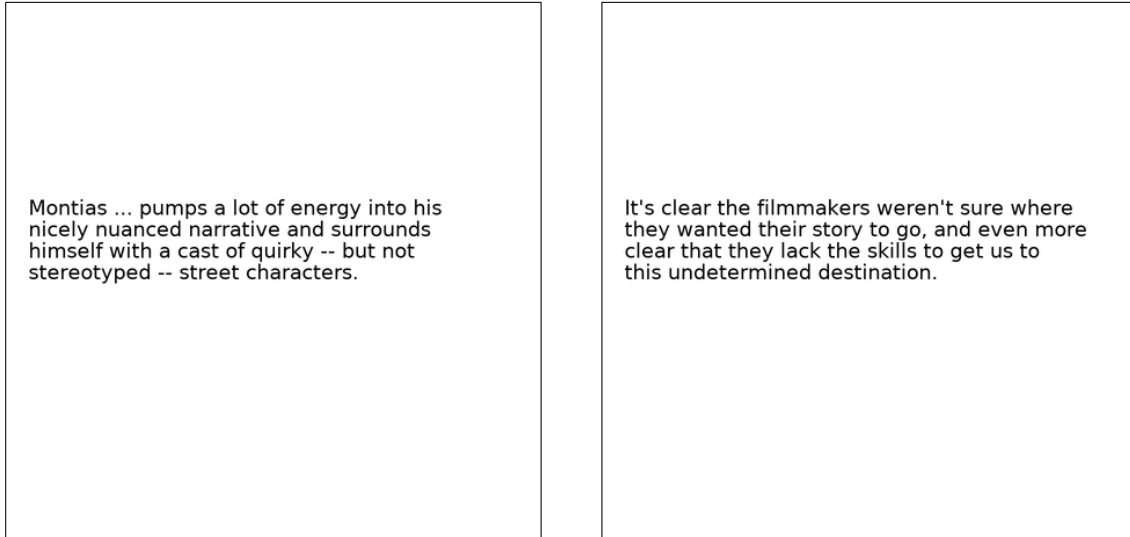 Montias ... pumps a lot of energy into his
nicely nuanced narrative and surrounds
himself with a cast of quirky -- but not
stereotyped -- street characters.
It's clear the filmmakers weren't sure where
they wanted their story to go, and even more
clear that they lack the skills to get us to
this undetermined destination.